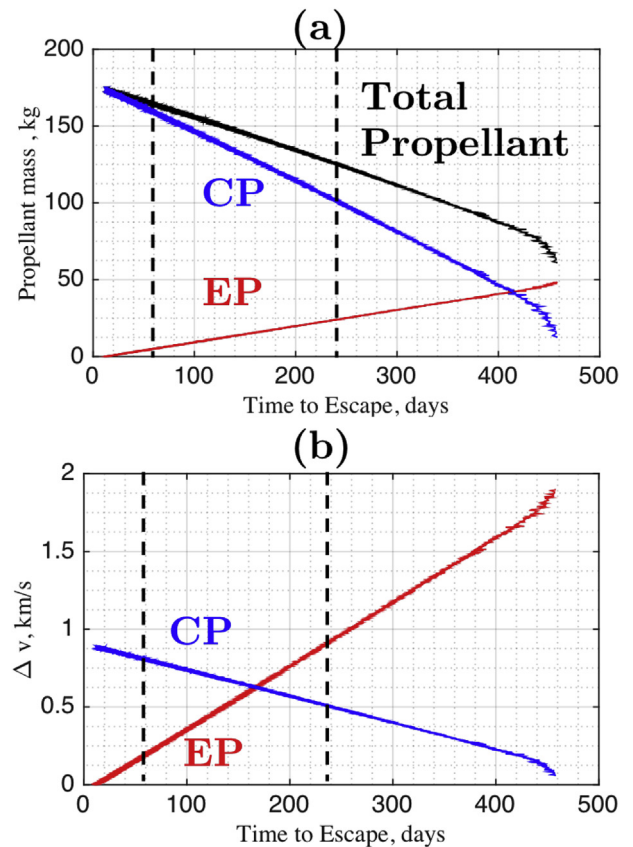 (a)
200
150
100
50
0
Propellant mass , kg
Total
Propellant
CP
EP
0 100 200 300 400 500
Time to Escape, days
(b)
2
1.5
1
0.5
0
Δ v, km/s
CP
EP
0 100 200 300 400 500
Time to Escape, days